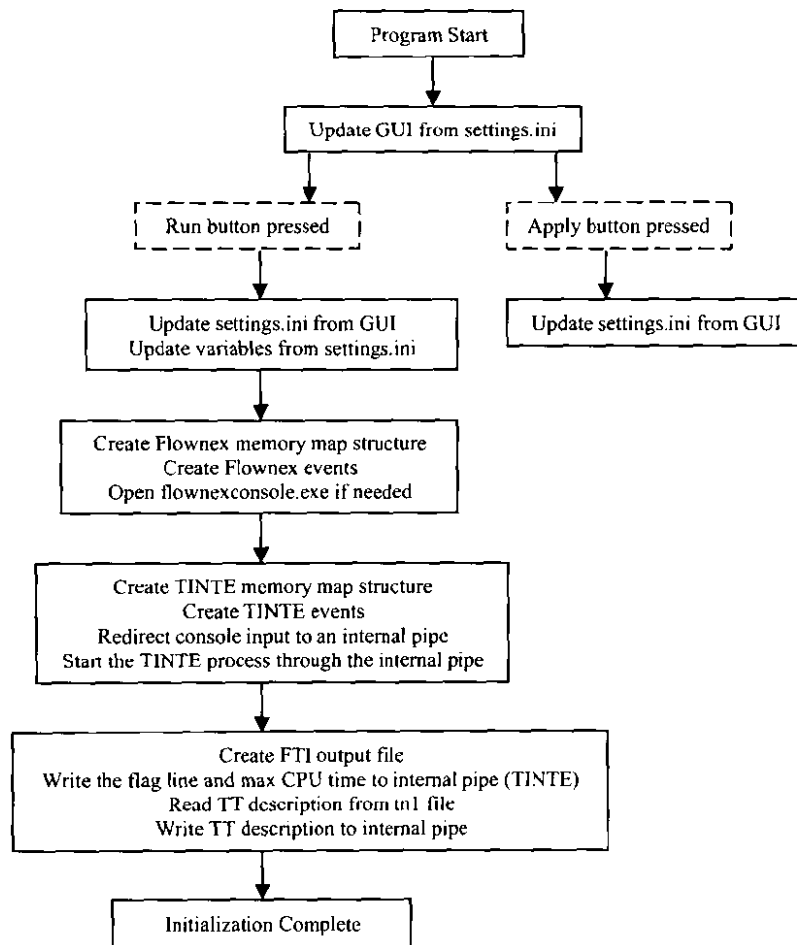 Program Start
Update GUI from settings.ini
Run button pressed
Apply button pressed
Update settings.ini from GUI
Update variables from settings.ini
Update settings.ini from GUI
Create Flownex memory map structure
Create Flownex events
Open flownexconsole.exe if needed
Create TINTE memory map structure
Create TINTE events
Redirect console input to an internal pipe
Start the TINTE process through the internal pipe
Create FTI output file
Write the flag line and max CPU time to internal pipe (TINTE)
Read TT description from tn1 file
Write TT description to internal pipe
Initialization Complete